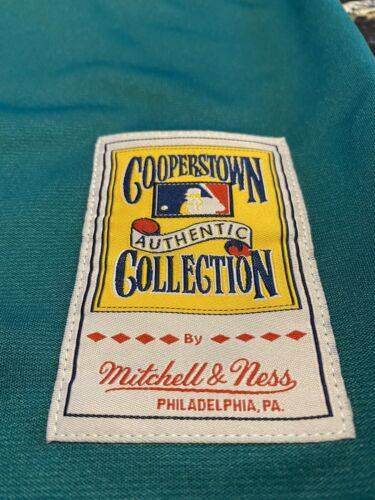 COOPERSTOWN
AUTHENTIC
COLLECTION
By
Mitchell & Ness
PHILADELPHIA, PA.